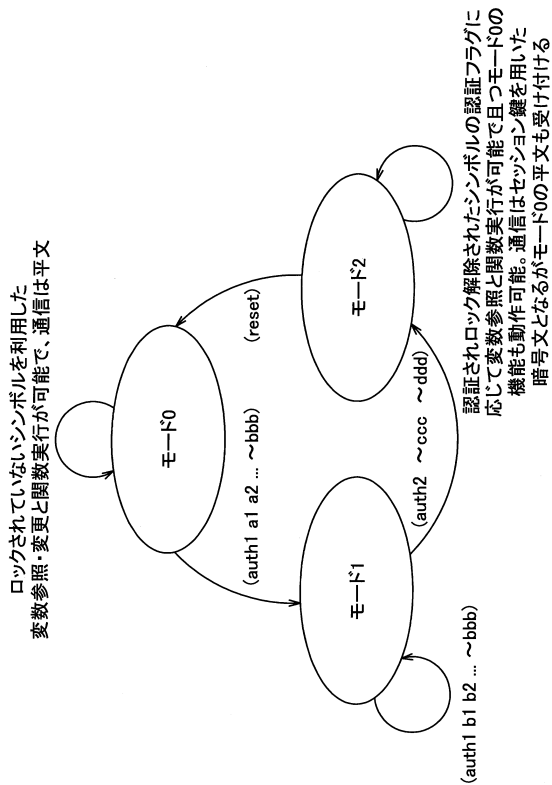 ロックされていないシンボルを利用した
変数参照・変更と関数実行が可能で、通信は平文
モード0
(auth1 a1 a2 ... ～bbb)
(reset)
モード1
モード2
(auth2 ～ccc ～ddd)
(auth1 b1 b2 ... ～bbb)
認証されロック解除されたシンボルの認証フラグに
応じて変数参照と関数実行が可能で且つモード0の
機能も動作可能。通信はセッション鍵を用いた
暗号文となるがモード0の平文も受け付ける